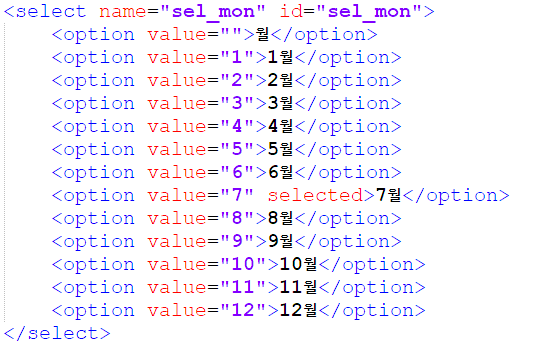 <select name="sel_mon" id="sel_mon">
    <option value="">월</option>
    <option value="1">1월</option>
    <option value="2">2월</option>
    <option value="3">3월</option>
    <option value="4">4월</option>
    <option value="5">5월</option>
    <option value="6">6월</option>
    <option value="7" selected>7월</option>
    <option value="8">8월</option>
    <option value="9">9월</option>
    <option value="10">10월</option>
    <option value="11">11월</option>
    <option value="12">12월</option>
</select>